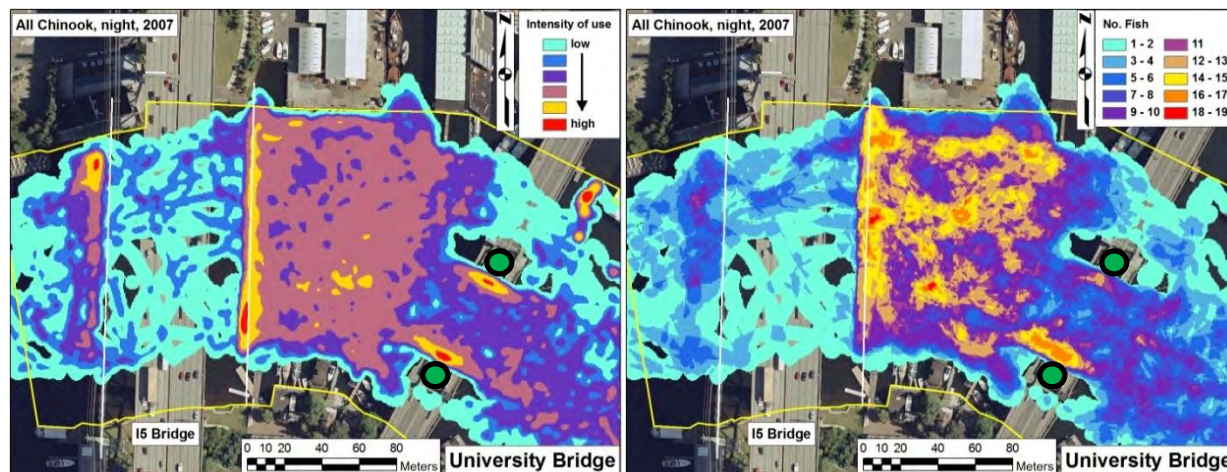 All Chinook, night, 2007
N
Intensity of use
low
high
I5 Bridge
0 10 20 40 60 80
Meters
University Bridge
All Chinook, night, 2007
N
No. Fish
1 - 2
3 - 4
5 - 6
7 - 8
9 - 10
11
12 - 13
14 - 15
16 - 17
18 - 19
I5 Bridge
0 10 20 40 60 80
Meters
University Bridge